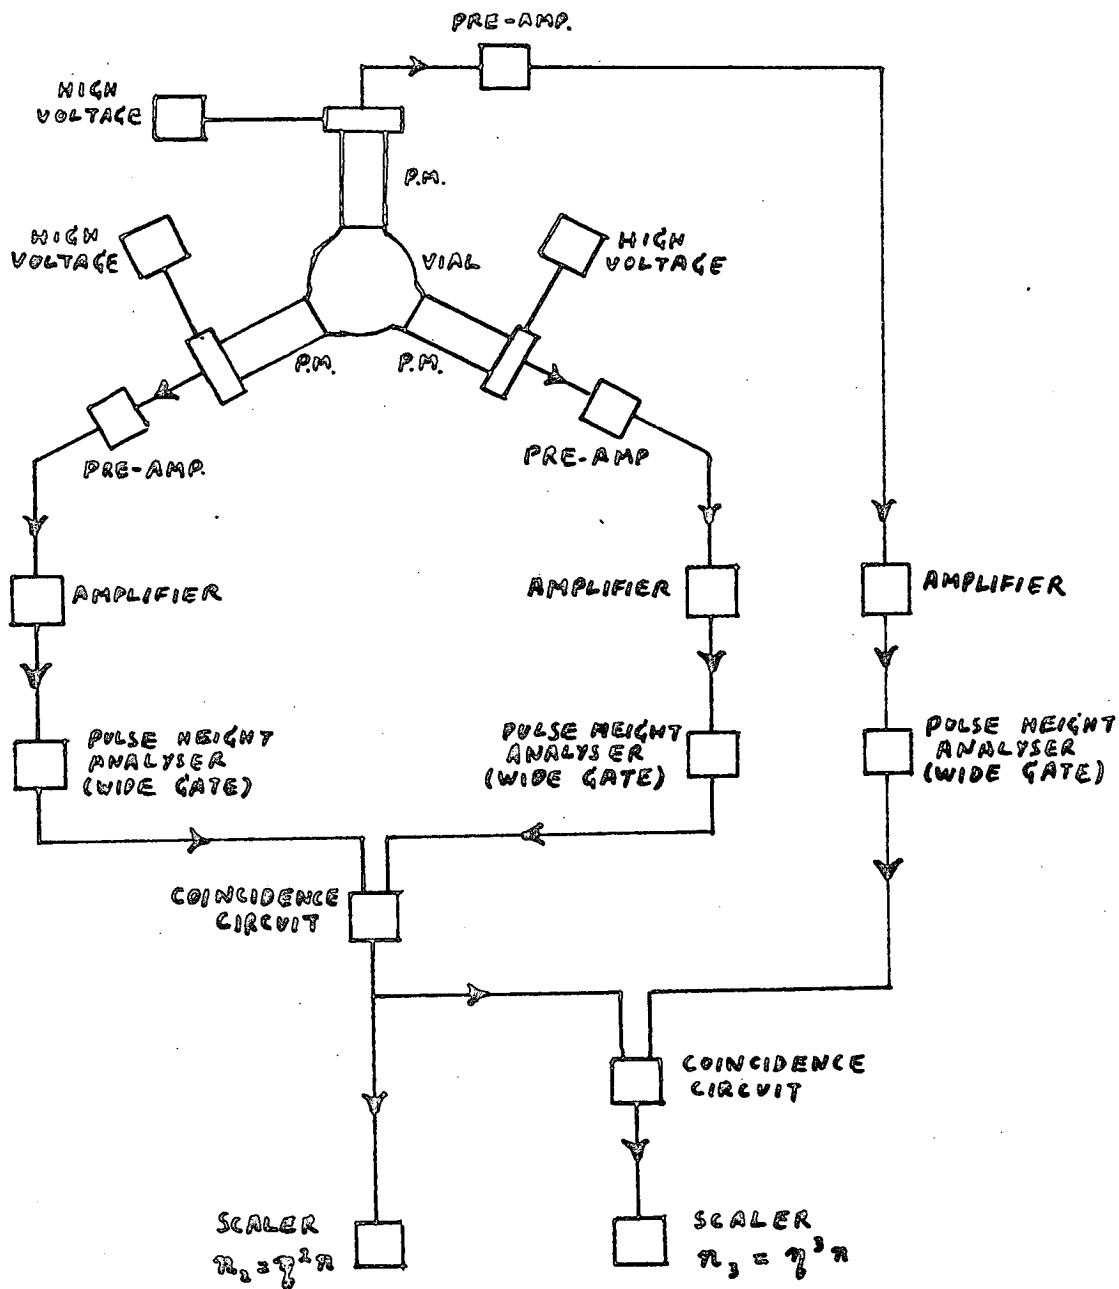 PRE-AMP.
HIGH
VOLTAGE
P.M.
HIGH
VOLTAGE
VIAL
HIGH
VOLTAGE
P.M.
P.M.
PRE-AMP.
PRE-AMP
AMPLIFIER
AMPLIFIER
AMPLIFIER
PULSE HEIGHT
ANALYSER
(WIDE GATE)
PULSE HEIGHT
ANALYSER
(WIDE GATE)
PULSE HEIGHT
ANALYSER
(WIDE GATE)
COINCIDENCE
CIRCUIT
COINCIDENCE
CIRCUIT
SCALER
n₂ = η²n
SCALER
n₃ = η³n